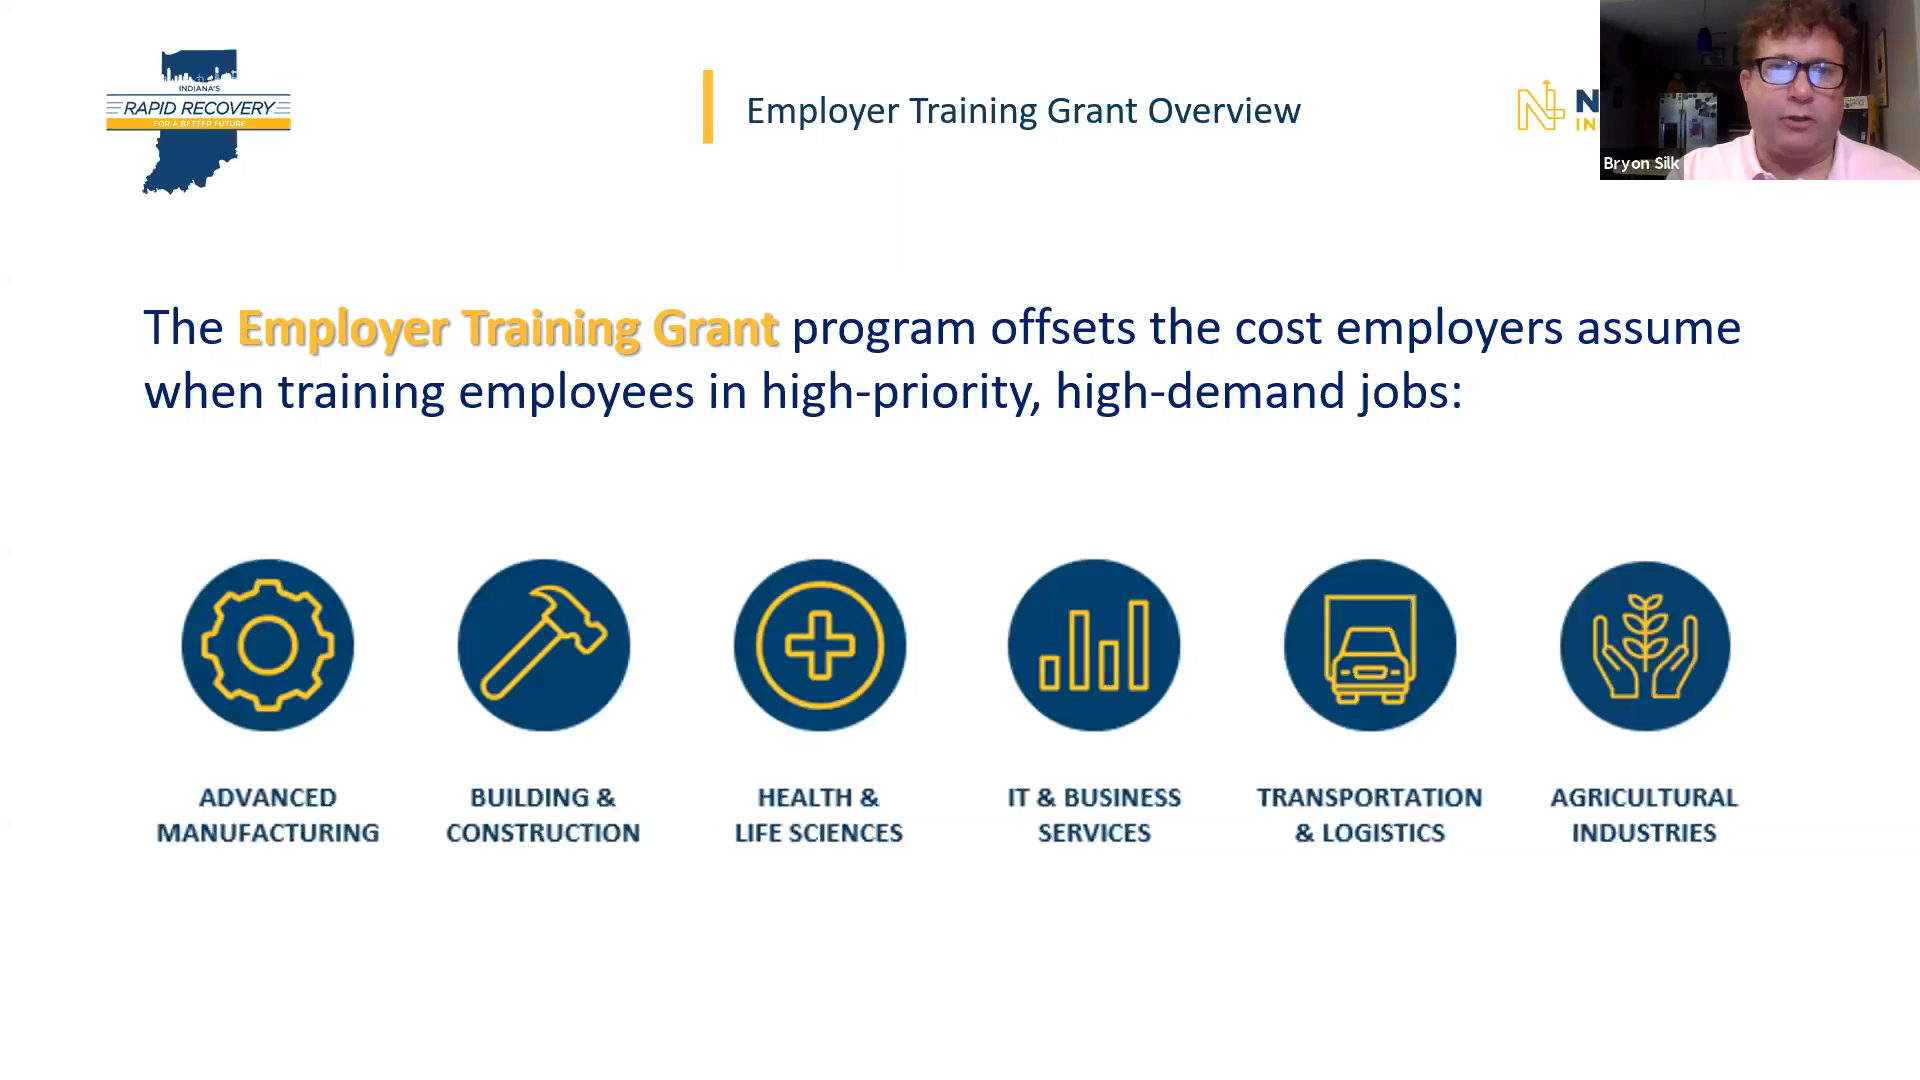 INDIANA'S
RAPID RECOVERY
FOR A BETTER FUTURE
Employer Training Grant Overview
N
IN
Bryon Silk
The Employer Training Grant program offsets the cost employers assume
when training employees in high-priority, high-demand jobs:
ADVANCED
MANUFACTURING
BUILDING &
CONSTRUCTION
HEALTH &
LIFE SCIENCES
IT & BUSINESS
SERVICES
TRANSPORTATION
& LOGISTICS
AGRICULTURAL
INDUSTRIES